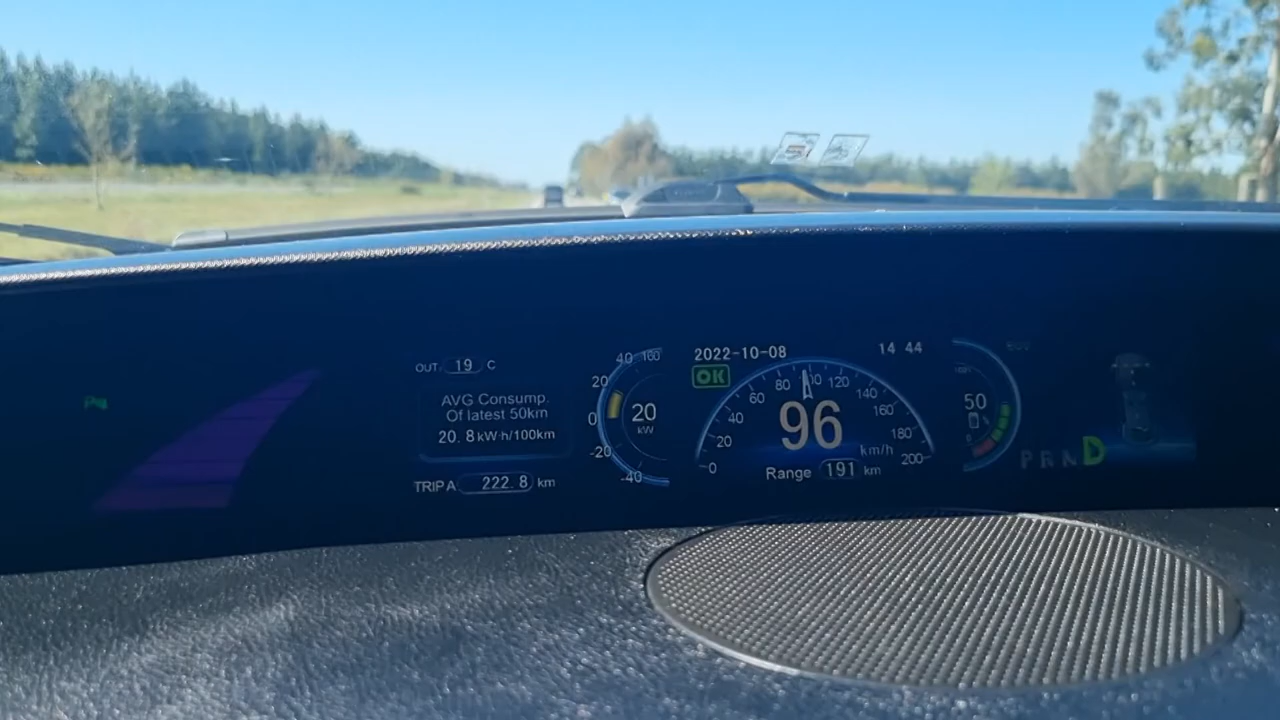 OUT 19 C
AVG Consump.
Of latest 50km
20.8kW·h/100km
TRIP A 222.8 km
40 160
20
0
-20
-40
20
kW
2022-10-08
OK
14 44
0 20 40 60 80 100 120 140 160 180 200
96
km/h
Range 191 km
50
%
P R N D